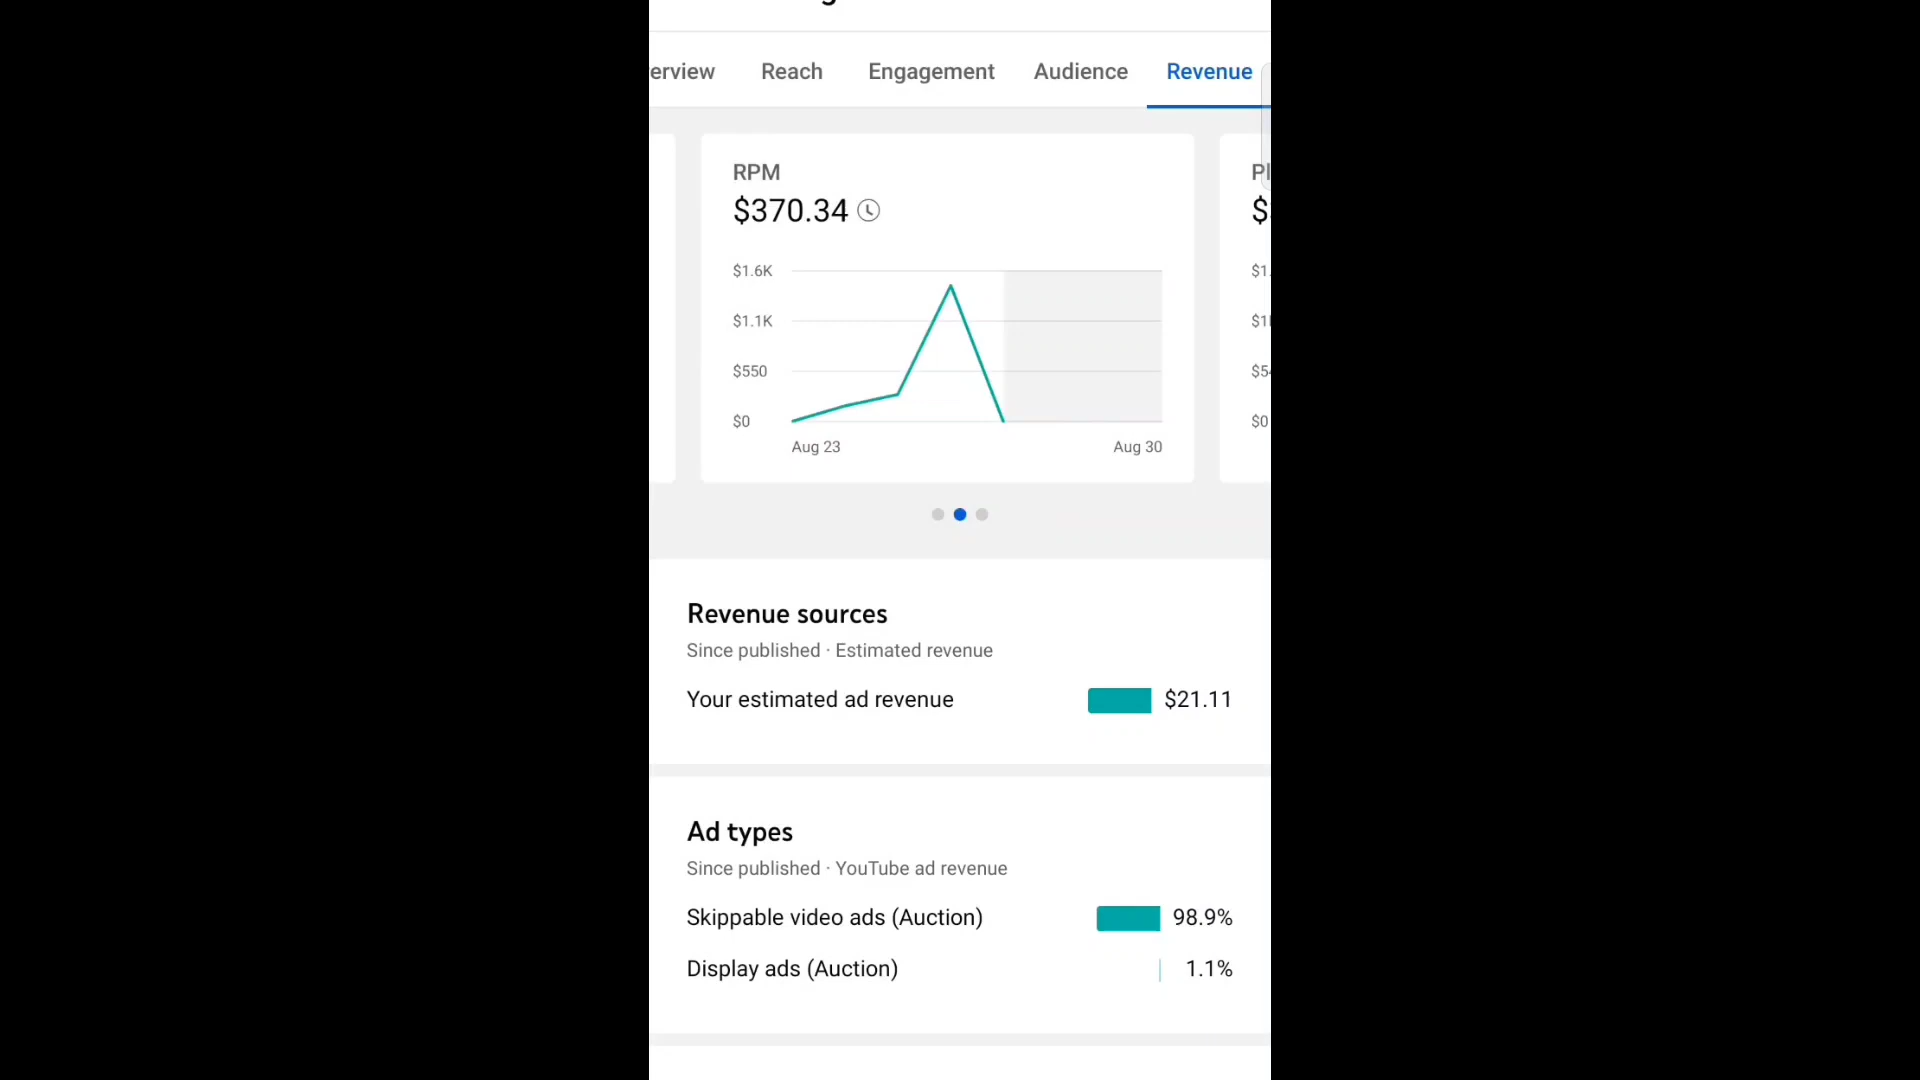 erview Reach Engagement Audience Revenue
RPM
$370.34
$1.6K
$1.1K
$550
$0
Aug 23 Aug 30
$1.
$0
Revenue sources
Since published · Estimated revenue
Your estimated ad revenue $21.11
Ad types
Since published · YouTube ad revenue
Skippable video ads (Auction) 98.9%
Display ads (Auction) 1.1%